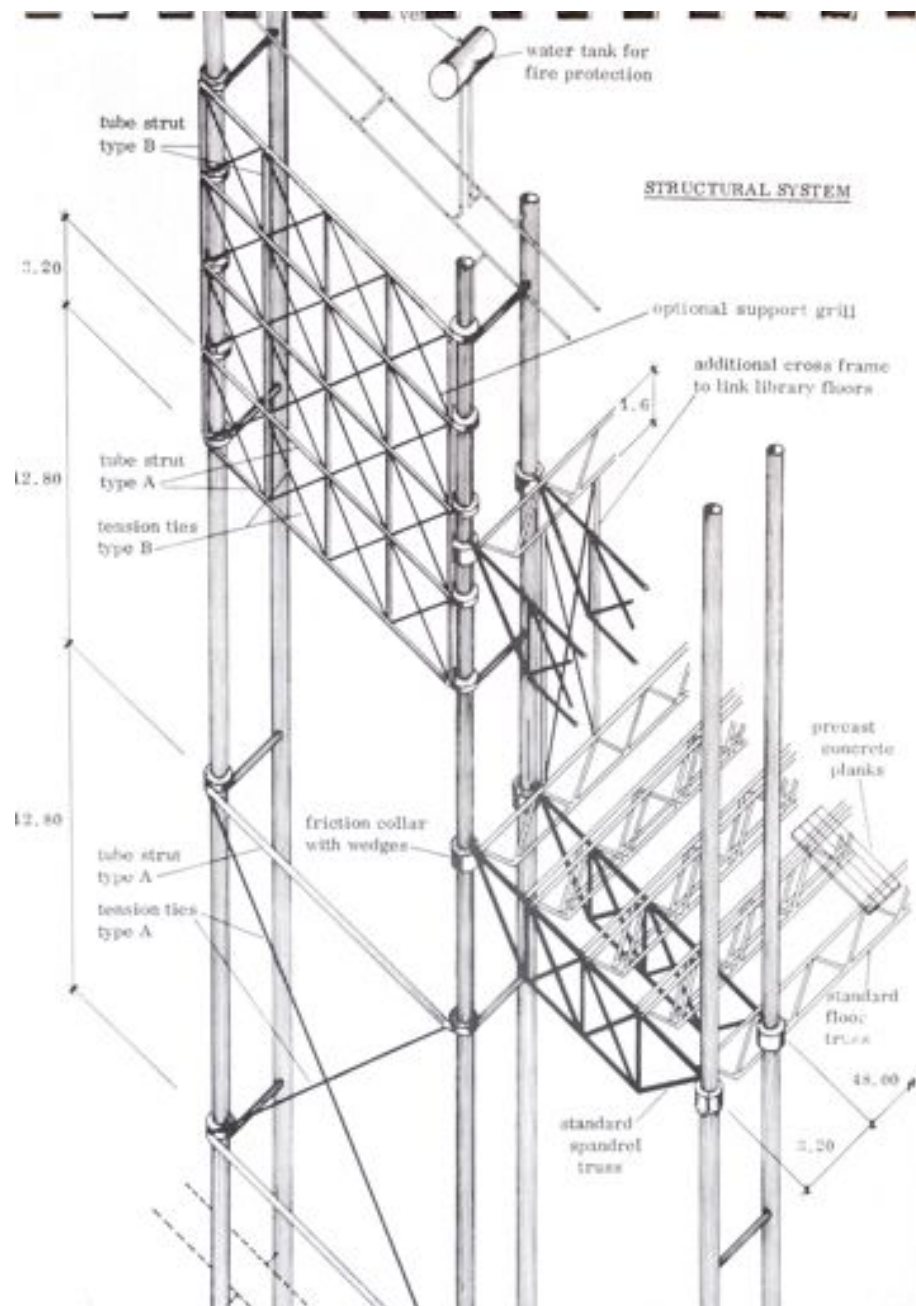 water tank for
fire protection
tube strut
type B
STRUCTURAL SYSTEM
3.20
optional support grill
additional cross frame
to link library floors
1.6
tube strut
type A
tension ties
type B
12.80
precast
concrete
planks
friction collar
with wedges
12.80
tube strut
type A
tension ties
type A
standard
floor
truss
48.00
standard
spandrel
truss
3.20